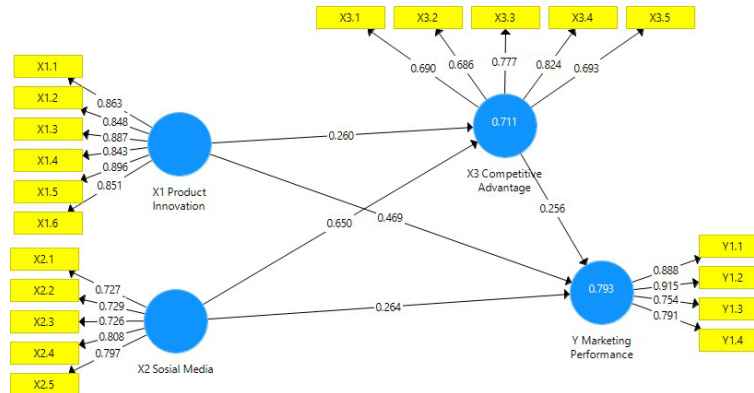 X3.1
X3.2
X3.3
X3.4
X3.5
0.690
0.686
0.777
0.824
0.693
X1.1
X1.2
X1.3
X1.4
X1.5
X1.6
0.863
0.848
0.887
0.843
0.896
0.851
X1 Product
Innovation
0.260
0.711
X3 Competitive
Advantage
0.650
0.469
0.256
X2.1
X2.2
X2.3
X2.4
X2.5
0.727
0.729
0.726
0.808
0.797
X2 Sosial Media
0.264
0.793
Y Marketing
Performance
0.888
0.915
0.754
0.791
Y1.1
Y1.2
Y1.3
Y1.4